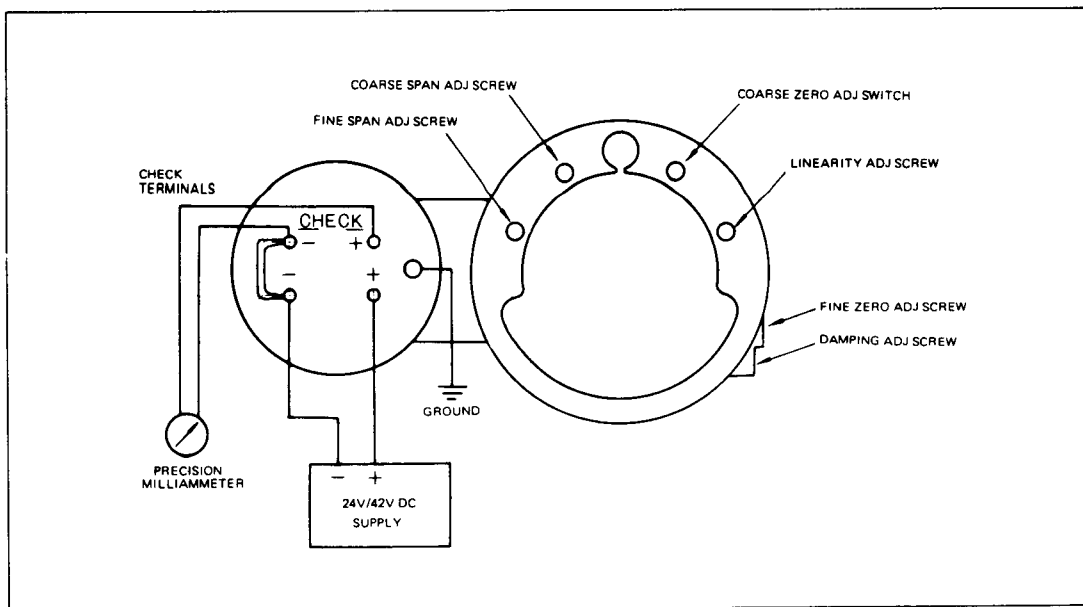 COARSE SPAN ADJ SCREW
COARSE ZERO ADJ SWITCH
FINE SPAN ADJ SCREW
LINEARITY ADJ SCREW
CHECK
TERMINALS
CHECK
- +
- +
FINE ZERO ADJ SCREW
DAMPING ADJ SCREW
GROUND
PRECISION
MILLIAMMETER
- +
24V/42V DC
SUPPLY